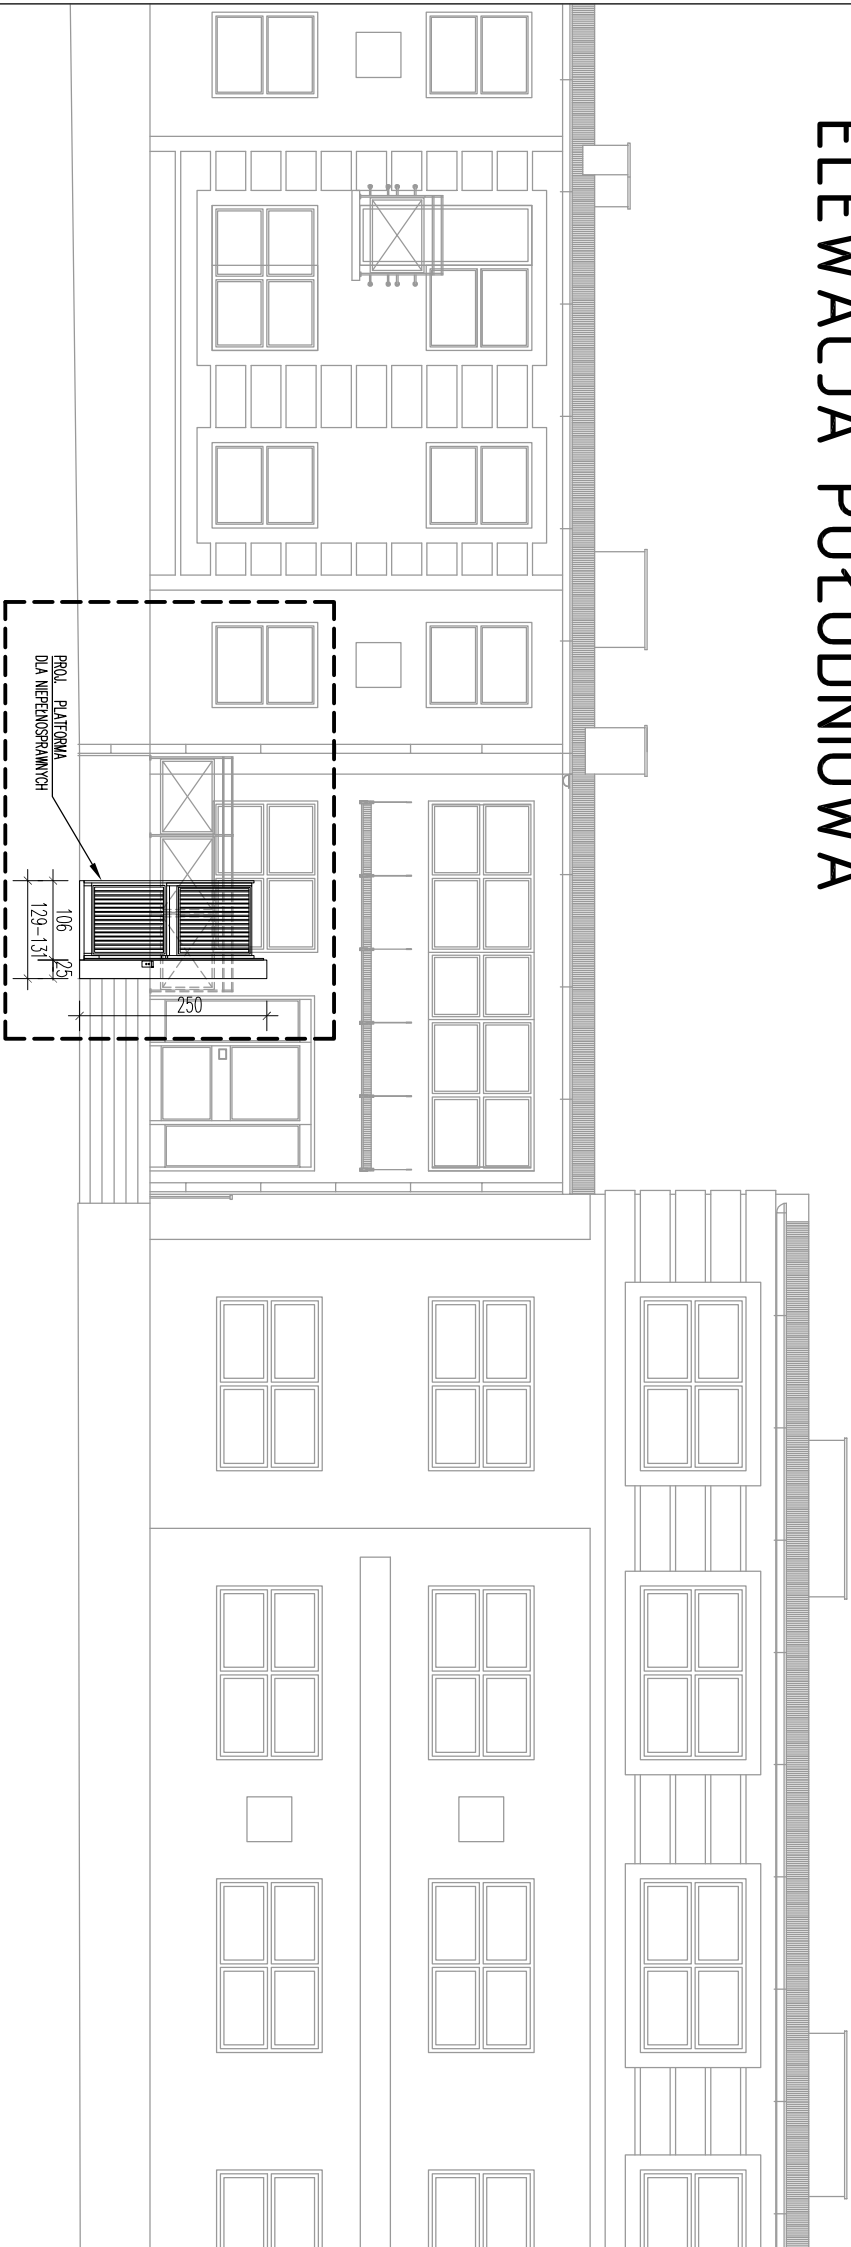 ELEWACJA POŁUDNIOWA
PROJ. PLATFORMA
DLA NIEPEŁNOSPRAWNYCH
250
106
25
129-131